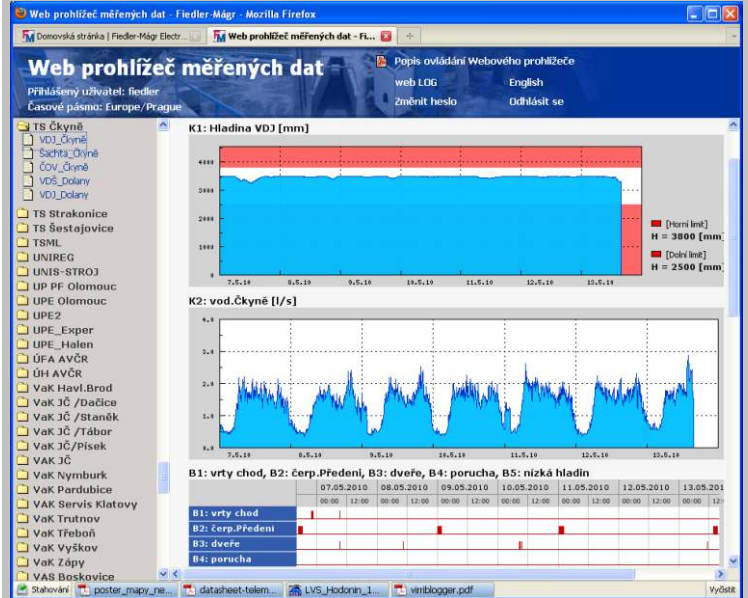 Web prohlížeč měřených dat - Fiedler-Mágr - Mozilla Firefox
Domovská stránka | Fiedler-Mágr Electr...
Web prohlížeč měřených dat - Fi...
Web prohlížeč měřených dat
Přihlášený uživatel: fiedler
Časové pásmo: Europe/Prague
Popis ovládání Webového prohlížeče
web LOG English
Změnit heslo Odhlásit se
TS Čkyně
VDJ_Čkyně
Šachta_Čkyně
ČOV_Čkyně
VDŠ_Dolany
VDJ_Dolany
TS Strakonice
TS Šestajovice
TSML
UNIREG
UNIS-STROJ
UP PF Olomouc
UPE Olomouc
UPE2
UPE_Exper
UPE_Halen
ÚFA AVČR
ÚH AVČR
VaK Havl.Brod
VaK JČ /Dačice
VaK JČ /Staněk
VaK JČ /Tábor
VaK JČ/Písek
VAK JČ
VaK Nymburk
VaK Pardubice
VAK Servis Klatovy
VaK Trutnov
VaK Třeboň
VaK Vyškov
VaK Zápy
VAS Boskovice
K1: Hladina VDJ [mm]
4000
3000
2000
1000
0
7.5.10 8.5.10 9.5.10 10.5.10 11.5.10 12.5.10 13.5.10
[Horní limit]
H = 3800 [mm]
[Dolní limit]
H = 2500 [mm]
K2: vod.Čkyně [l/s]
4.0
3.0
2.0
1.0
0.0
7.5.10 8.5.10 9.5.10 10.5.10 11.5.10 12.5.10 13.5.10
B1: vrty chod, B2: čerp.Předeni, B3: dveře, B4: porucha, B5: nízká hladin
07.05.2010 08.05.2010 09.05.2010 10.05.2010 11.05.2010 12.05.2010 13.05.201
00:00 12:00 00:00 12:00 00:00 12:00 00:00 12:00 00:00 12:00 00:00 12:00 00:00 12:
B1: vrty chod
B2: čerp.Předeni
B3: dveře
B4: porucha
Stahování poster_mapy_ne... datasheet-telem... LVS_Hodonin_1... virriblogger.pdf Vyčistit